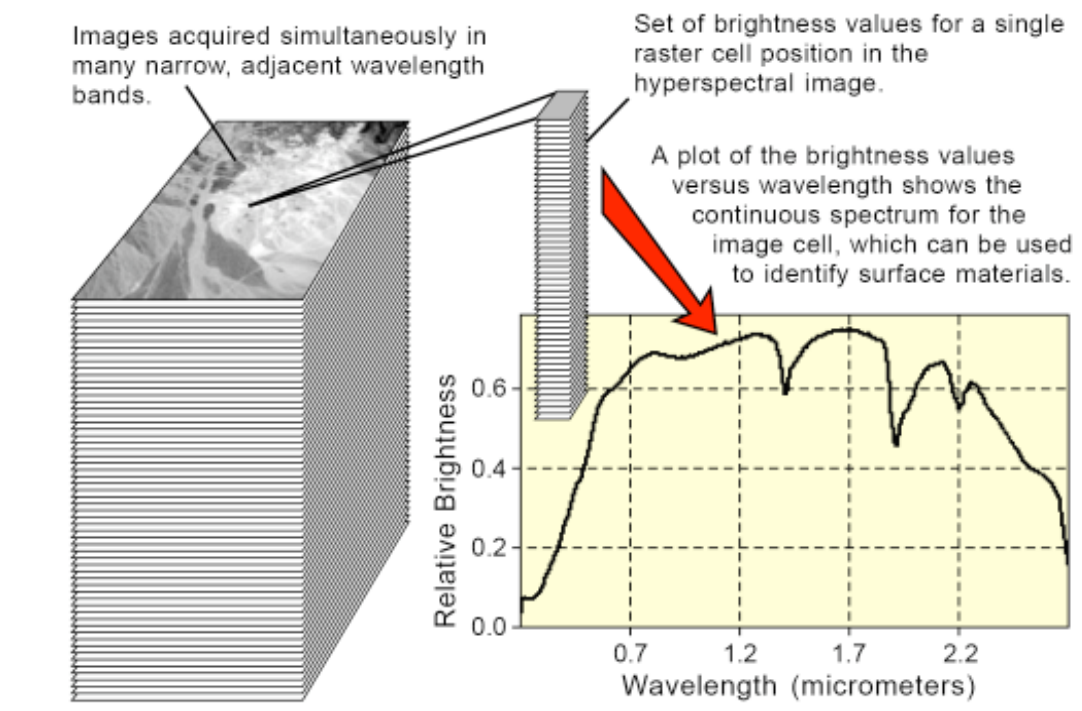 Images acquired simultaneously in
many narrow, adjacent wavelength
bands.
Set of brightness values for a single
raster cell position in the
hyperspectral image.
A plot of the brightness values
versus wavelength shows the
continuous spectrum for the
image cell, which can be used
to identify surface materials.
Relative Brightness
0.6
0.4
0.2
0.0
0.7 1.2 1.7 2.2
Wavelength (micrometers)